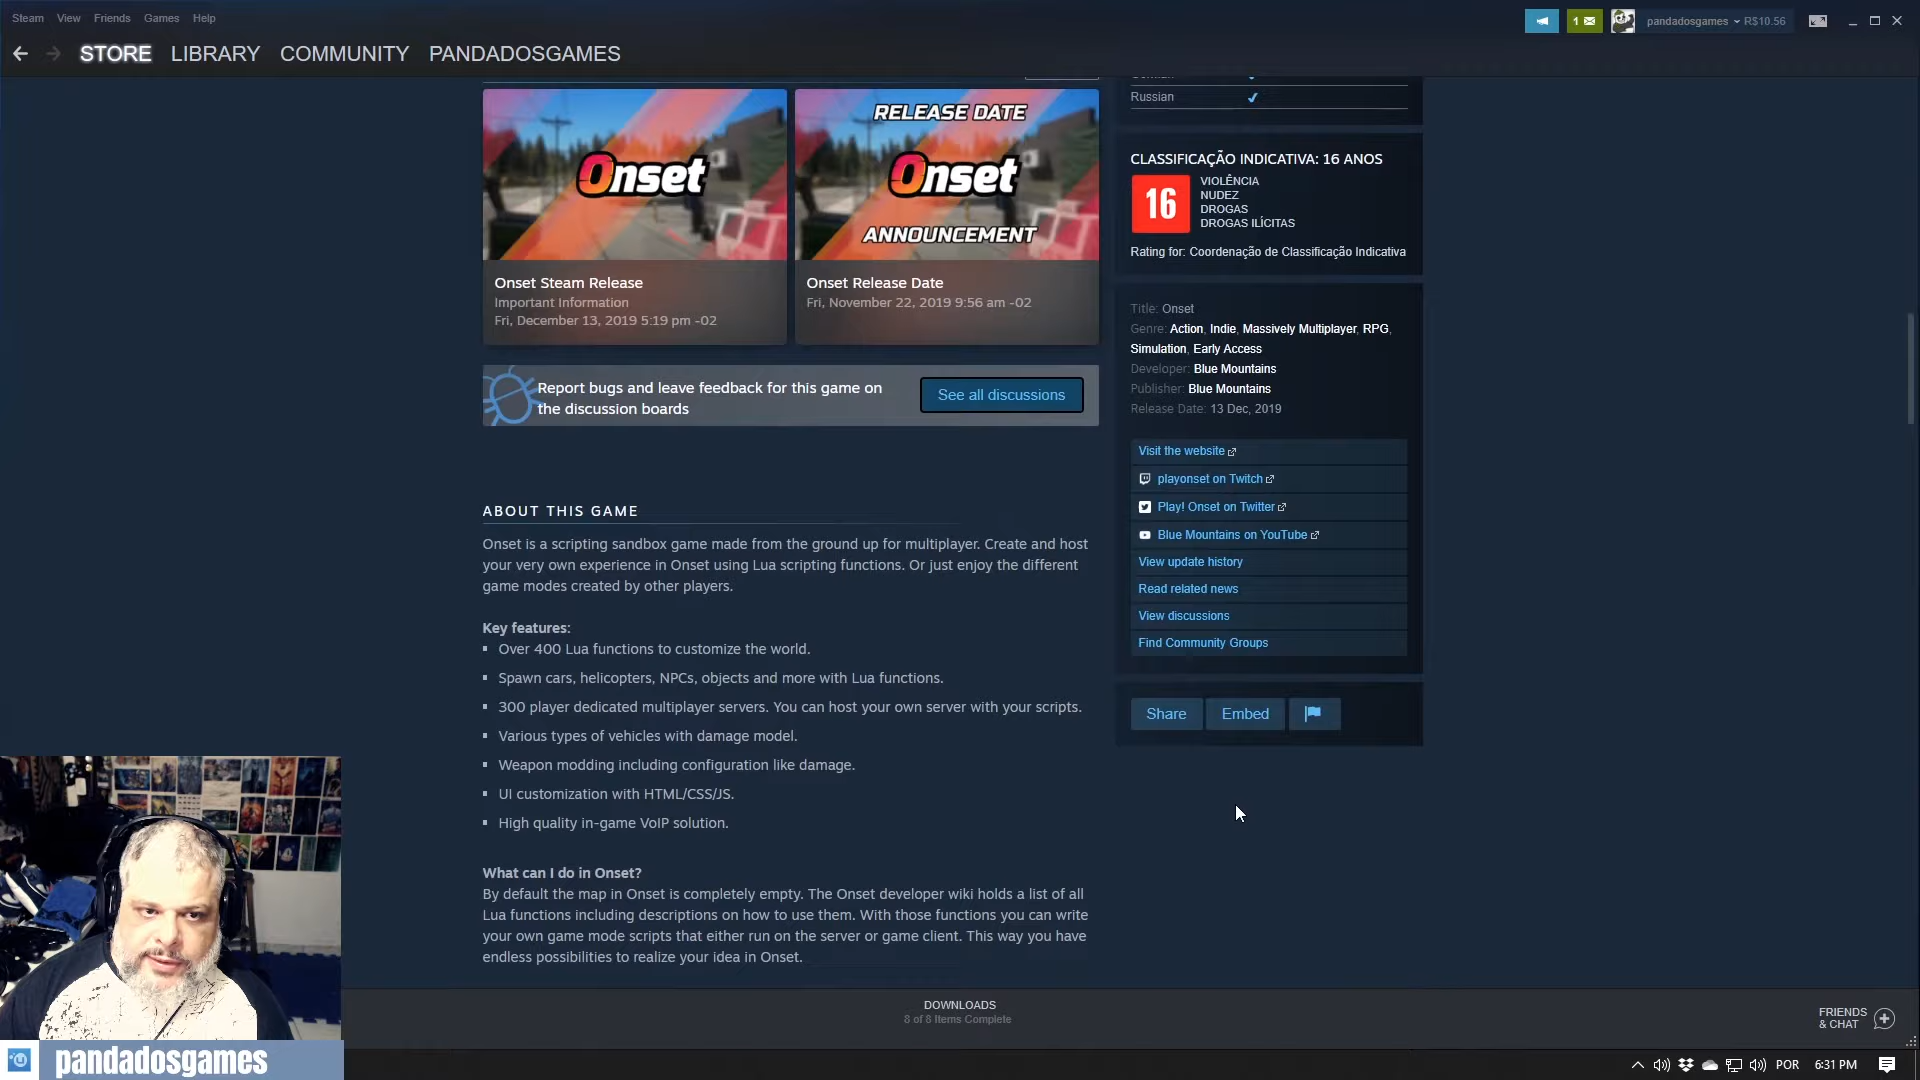 Steam View Friends Games Help
1
pandadosgames R$10.56
STORE LIBRARY COMMUNITY PANDADOSGAMES
Russian
RELEASE DATE
Onset
Onset
ANNOUNCEMENT
Onset Steam Release
Important Information
Fri, December 13, 2019 5:19 pm -02
Onset Release Date
Fri, November 22, 2019 9:56 am -02
Report bugs and leave feedback for this game on
the discussion boards
See all discussions
ABOUT THIS GAME
Onset is a scripting sandbox game made from the ground up for multiplayer. Create and host
your very own experience in Onset using Lua scripting functions. Or just enjoy the different
game modes created by other players.
Key features:
▪ Over 400 Lua functions to customize the world.
▪ Spawn cars, helicopters, NPCs, objects and more with Lua functions.
▪ 300 player dedicated multiplayer servers. You can host your own server with your scripts.
▪ Various types of vehicles with damage model.
▪ Weapon modding including configuration like damage.
▪ UI customization with HTML/CSS/JS.
▪ High quality in-game VoIP solution.
What can I do in Onset?
By default the map in Onset is completely empty. The Onset developer wiki holds a list of all
Lua functions including descriptions on how to use them. With those functions you can write
your own game mode scripts that either run on the server or game client. This way you have
endless possibilities to realize your idea in Onset.
CLASSIFICAÇÃO INDICATIVA: 16 ANOS
16
VIOLÊNCIA
NUDEZ
DROGAS
DROGAS ILÍCITAS
Rating for: Coordenação de Classificação Indicativa
Title: Onset
Genre: Action, Indie, Massively Multiplayer, RPG,
Simulation, Early Access
Developer: Blue Mountains
Publisher: Blue Mountains
Release Date: 13 Dec, 2019
Visit the website
playonset on Twitch
Play! Onset on Twitter
Blue Mountains on YouTube
View update history
Read related news
View discussions
Find Community Groups
Share Embed
DOWNLOADS
8 of 8 Items Complete
FRIENDS
& CHAT
pandadosgames
POR 6:31 PM